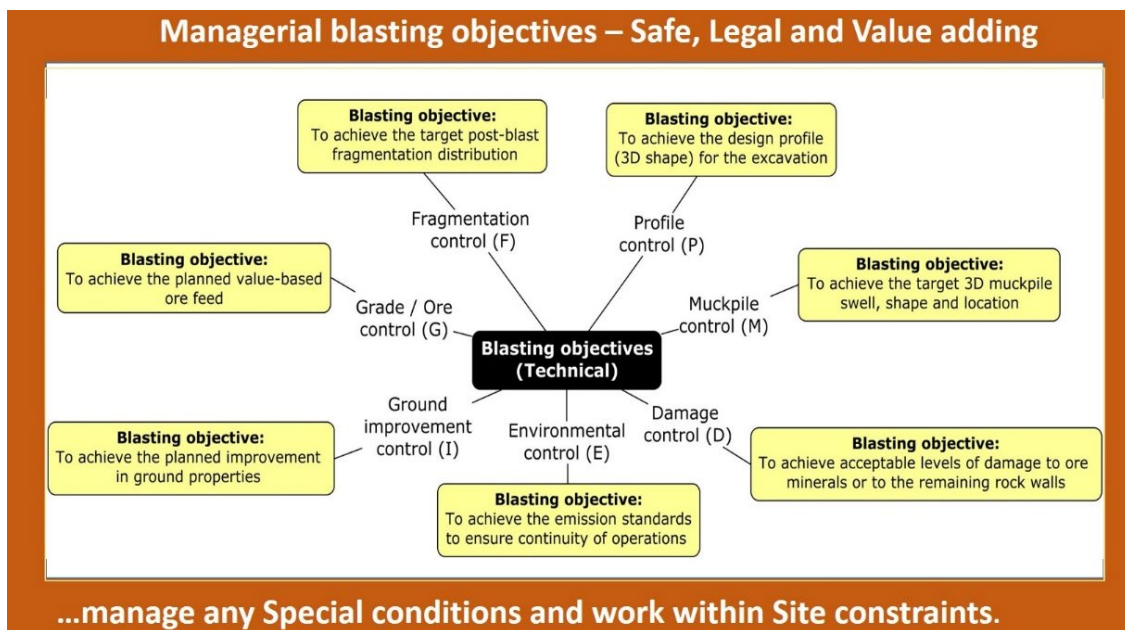 Managerial blasting objectives – Safe, Legal and Value adding
Blasting objective:
To achieve the target post-blast
fragmentation distribution
Blasting objective:
To achieve the design profile
(3D shape) for the excavation
Fragmentation
control (F)
Profile
control (P)
Blasting objective:
To achieve the planned value-based
ore feed
Blasting objective:
To achieve the target 3D muckpile
swell, shape and location
Grade / Ore
control (G)
Muckpile
control (M)
Blasting objectives
(Technical)
Ground
improvement
control (I)
Environmental
control (E)
Damage
control (D)
Blasting objective:
To achieve the planned improvement
in ground properties
Blasting objective:
To achieve acceptable levels of damage to ore
minerals or to the remaining rock walls
Blasting objective:
To achieve the emission standards
to ensure continuity of operations
...manage any Special conditions and work within Site constraints.